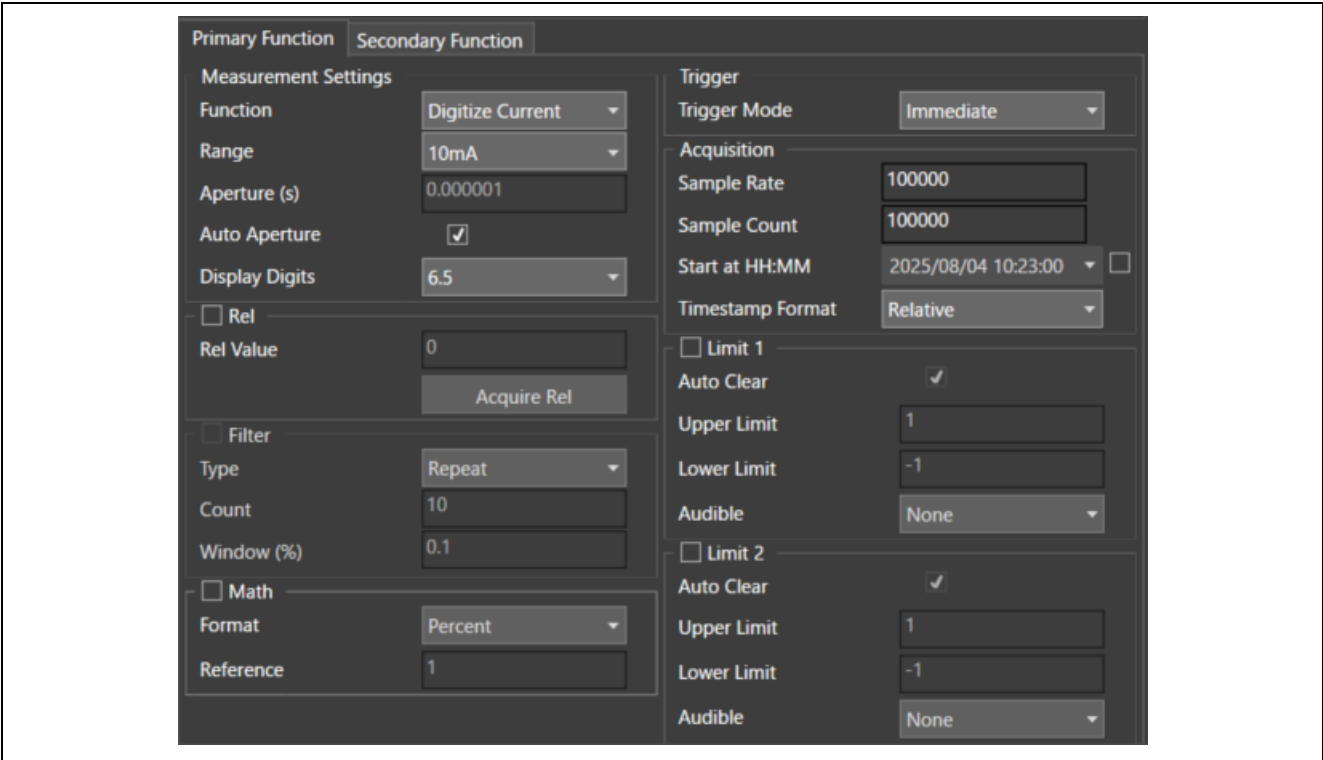 Primary Function Secondary Function
Measurement Settings
Function Digitize Current
Range 10mA
Aperture (s) 0.000001
Auto Aperture
Display Digits 6.5
Rel
Rel Value 0
Acquire Rel
Filter
Type Repeat
Count 10
Window (%) 0.1
Math
Format Percent
Reference 1
Trigger
Trigger Mode Immediate
Acquisition
Sample Rate 100000
Sample Count 100000
Start at HH:MM 2025/08/04 10:23:00
Timestamp Format Relative
Limit 1
Auto Clear
Upper Limit 1
Lower Limit -1
Audible None
Limit 2
Auto Clear
Upper Limit 1
Lower Limit -1
Audible None